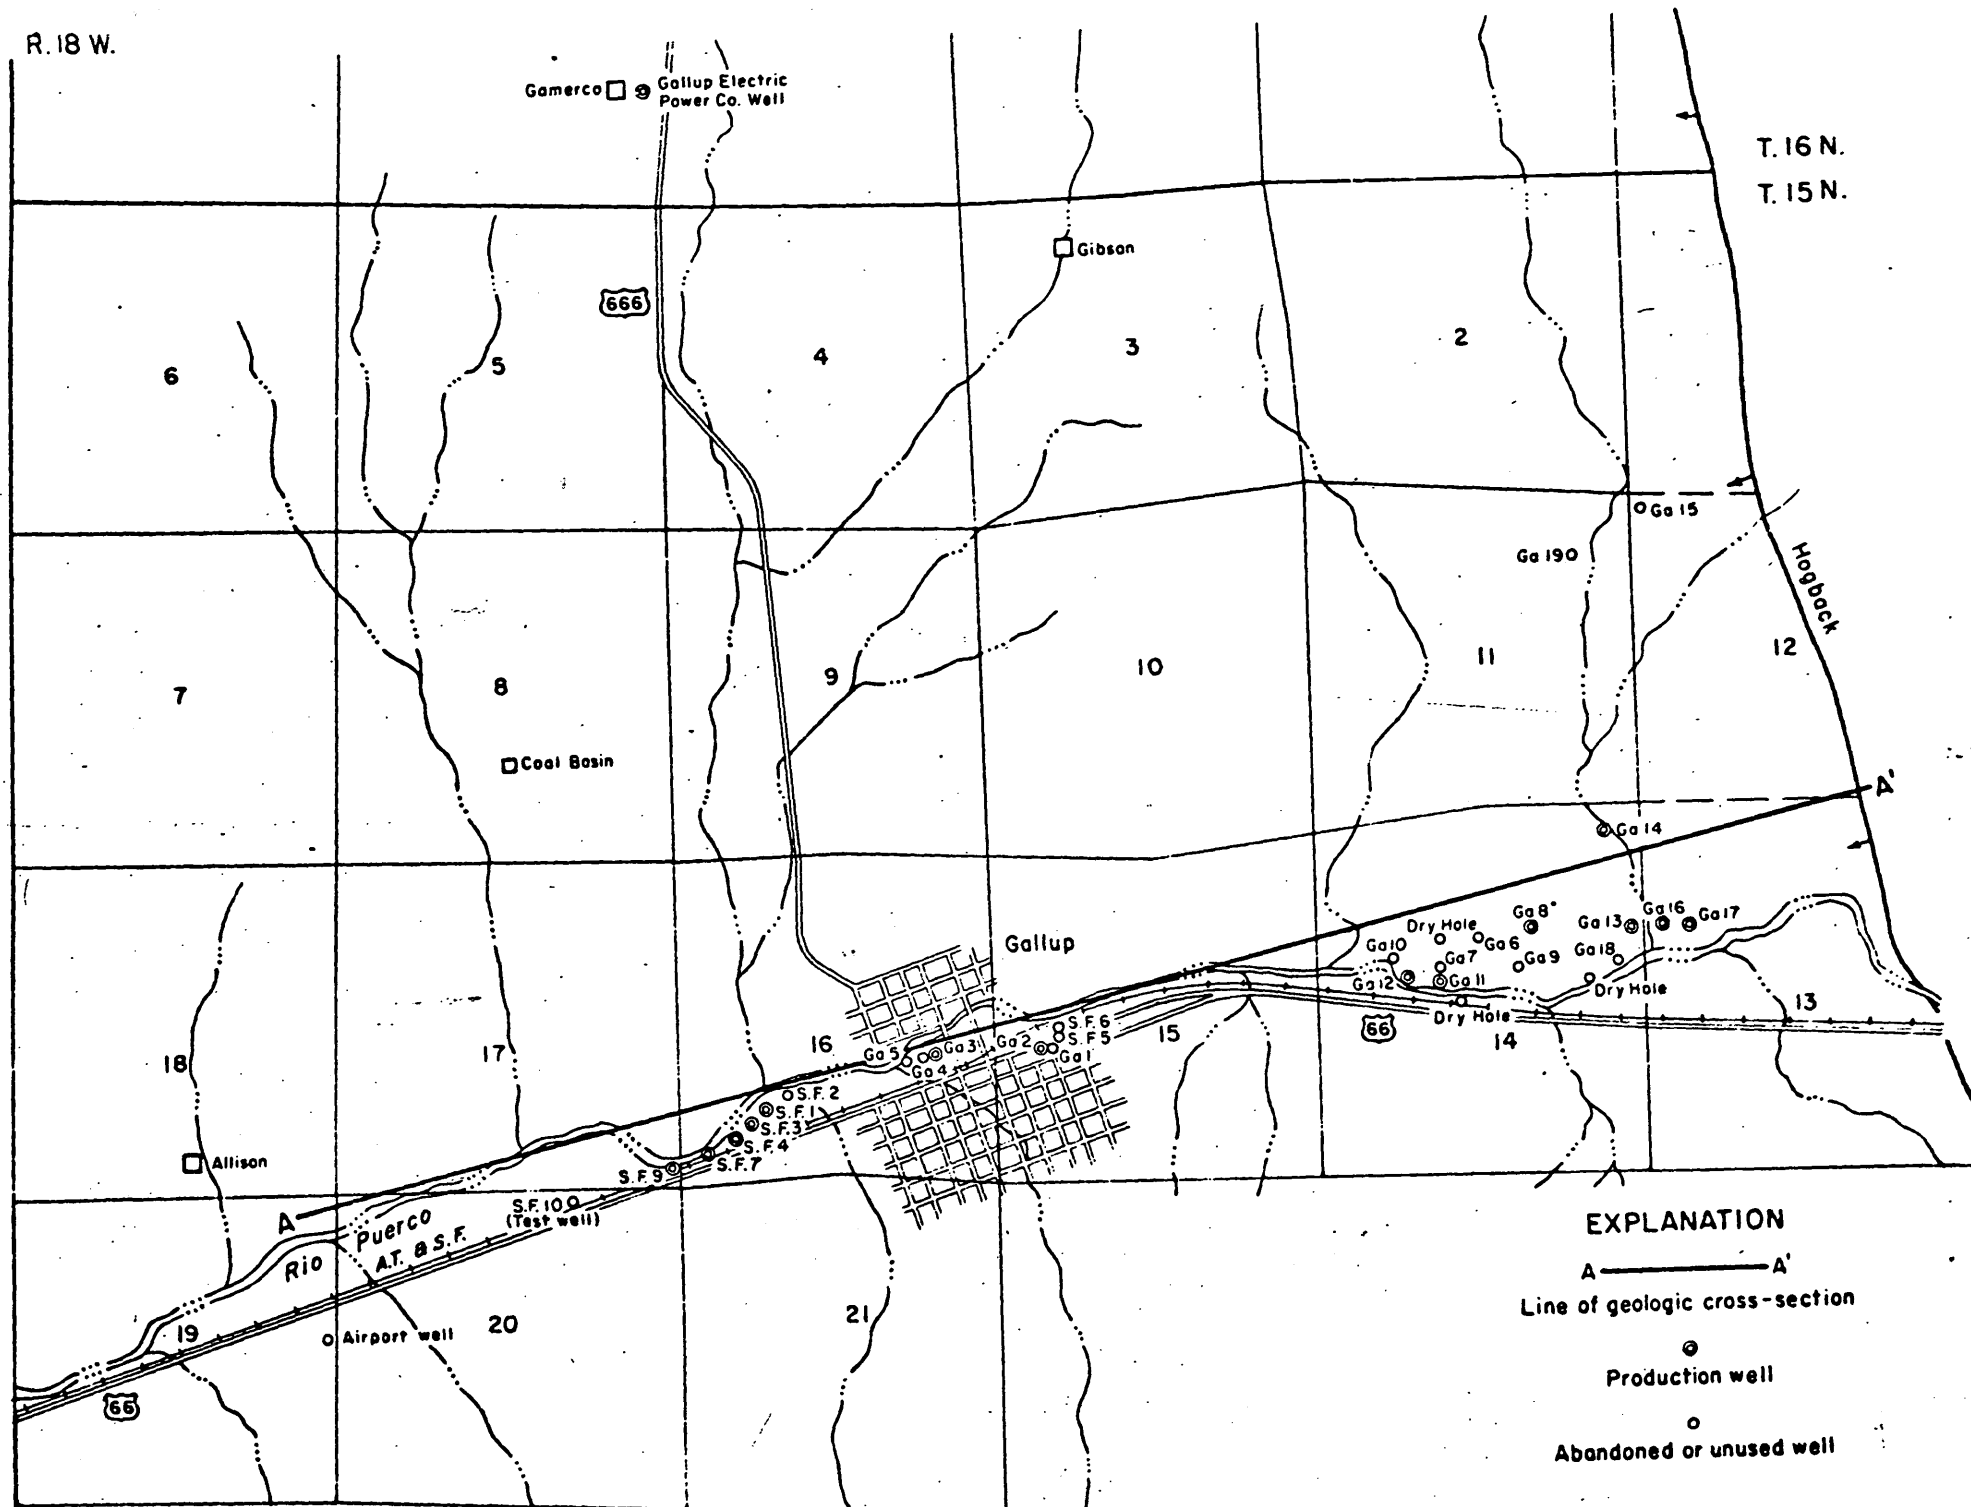 R. 18 W.
Gamerco
Gallup Electric
Power Co. Well
T. 16 N.
T. 15 N.
Gibson
666
6
5
4
3
2
Ga 15
Ga 19
Hogback
7
8
9
10
11
12
Coal Basin
A'
Ga 14
Gallup
Dry Hole
Ga 8
Ga 13
Ga 16
Ga 17
Ga 10
Ga 6
Ga 7
Ga 9
Ga 18
Ga 12
Ga 11
Dry Hole
Dry Hole
18
17
16
15
66
14
13
Ga 5
Ga 3
Ga 4
Ga 2
Ga 1
S.F. 6
S.F. 5
S.F. 2
S.F. 1
S.F. 3
S.F. 4
S.F. 7
S.F. 9
Allison
S.F. 10
(Test well)
A
Rio Puerco
A.T. & S.F.
19
Airport well
20
21
66
EXPLANATION
A A'
Line of geologic cross-section
Production well
Abandoned or unused well